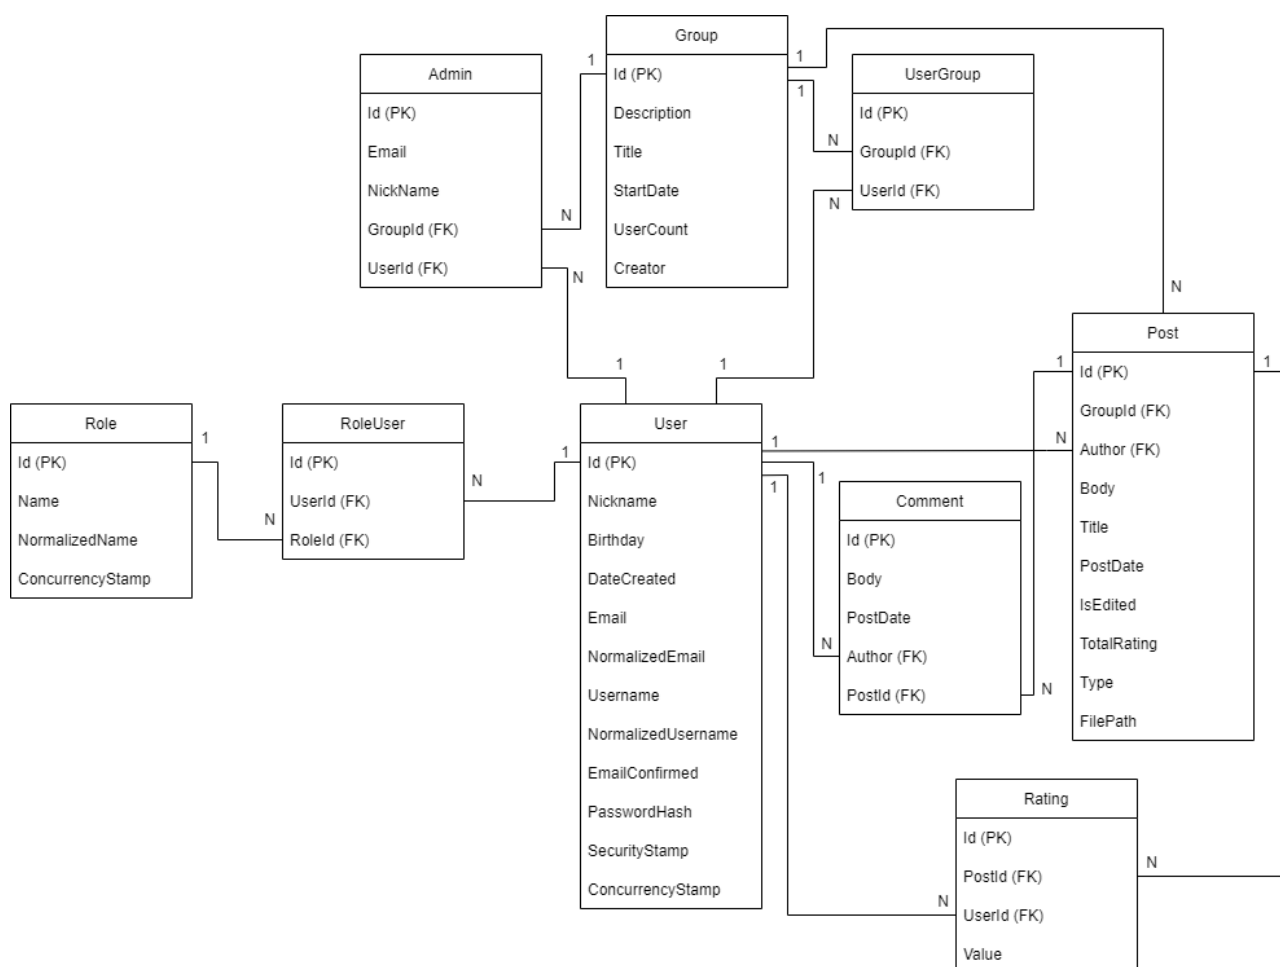 Group
Id (PK)
Description
Title
StartDate
UserCount
Creator
Admin
Id (PK)
Email
NickName
GroupId (FK)
UserId (FK)
UserGroup
Id (PK)
GroupId (FK)
UserId (FK)
1
1
1
N
N
N
N
N
1
1
Post
Id (PK)
GroupId (FK)
Author (FK)
Body
Title
PostDate
IsEdited
TotalRating
Type
FilePath
1
1
Role
Id (PK)
Name
NormalizedName
ConcurrencyStamp
1
N
RoleUser
Id (PK)
UserId (FK)
RoleId (FK)
N
1
User
Id (PK)
Nickname
Birthday
DateCreated
Email
NormalizedEmail
Username
NormalizedUsername
EmailConfirmed
PasswordHash
SecurityStamp
ConcurrencyStamp
1
N
1
1
Comment
Id (PK)
Body
PostDate
Author (FK)
PostId (FK)
N
N
Rating
Id (PK)
PostId (FK)
UserId (FK)
Value
N
N